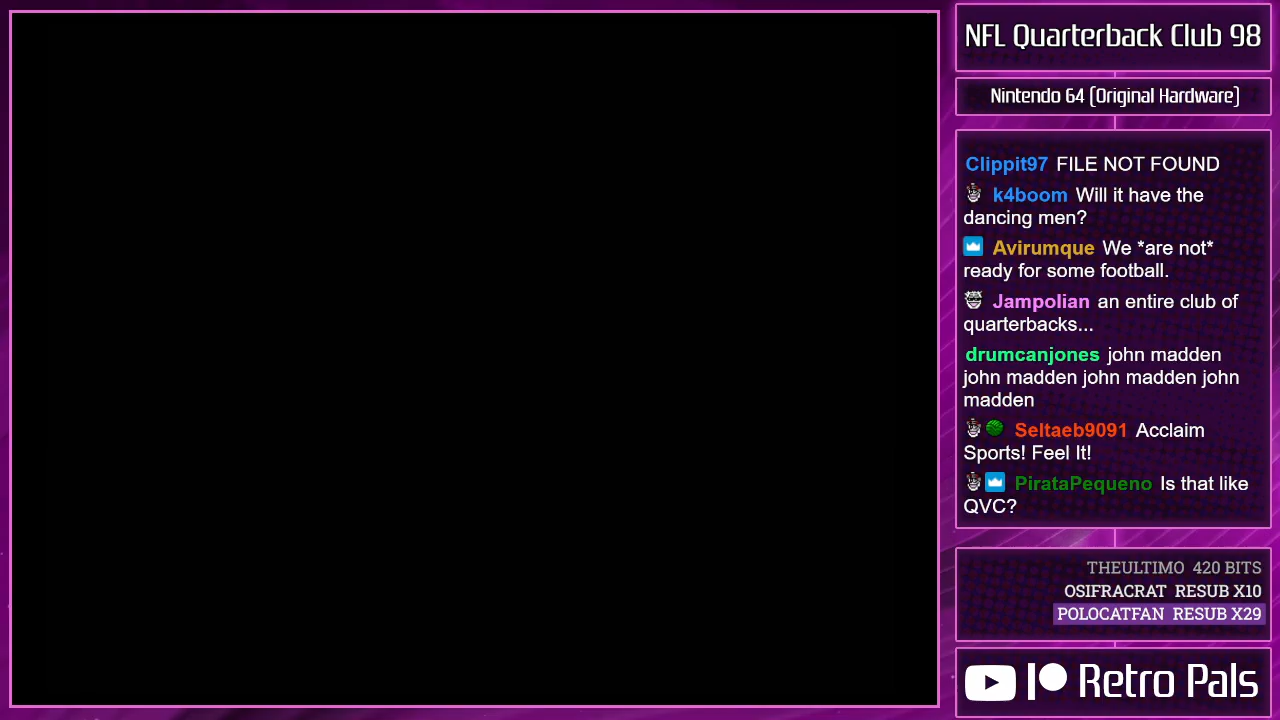 NFL Quarterback Club 98
Nintendo 64 (Original Hardware)
Clippit97 FILE NOT FOUND
k4boom Will it have the
dancing men?
Avirumque We *are not*
ready for some football.
Jampolian an entire club of
quarterbacks...
drumcanjones john madden
john madden john madden john
madden
Seltaeb9091 Acclaim
Sports! Feel It!
PirataPequeno Is that like
QVC?
THEULTIMO 420 BITS
OSIFRACRAT RESUB X10
POLOCATFAN RESUB X29
Retro Pals